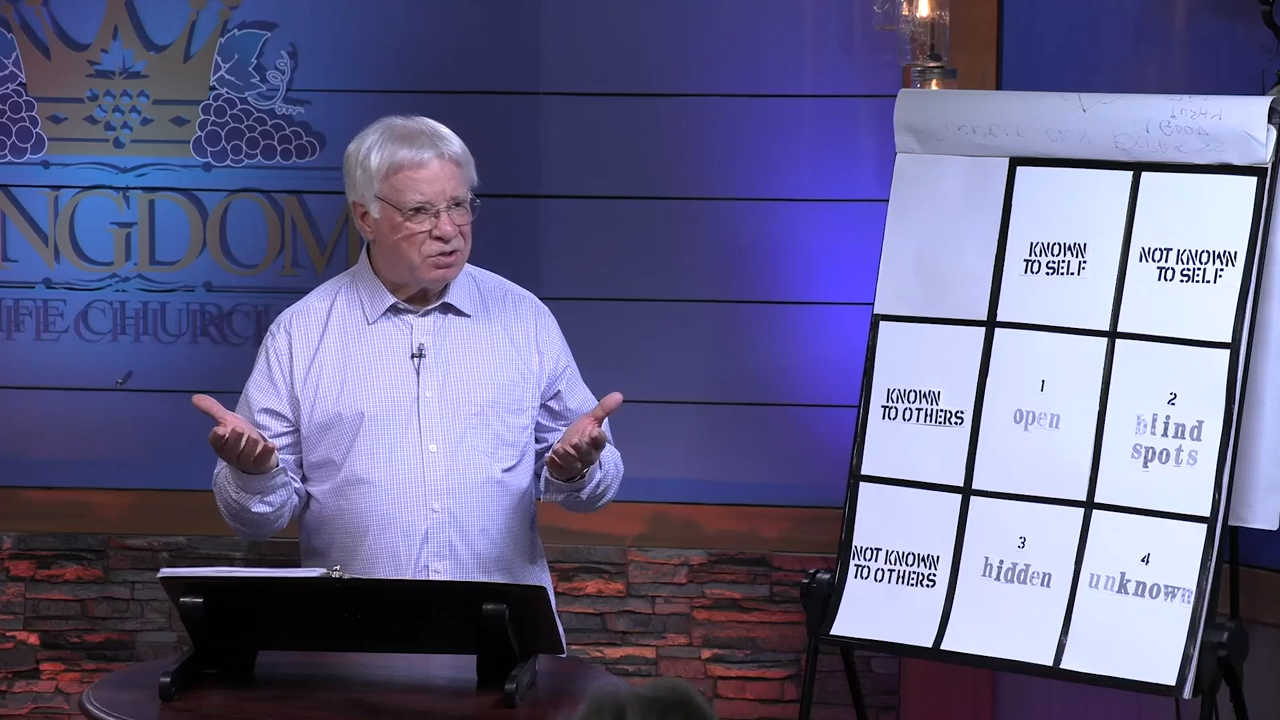 NGDOM
IFE CHURC
KNOWN
TO SELF
NOT KNOWN
TO SELF
KNOWN
TO OTHERS
1
open
2
blind
spots
NOT KNOWN
TO OTHERS
3
hidden
4
unknown